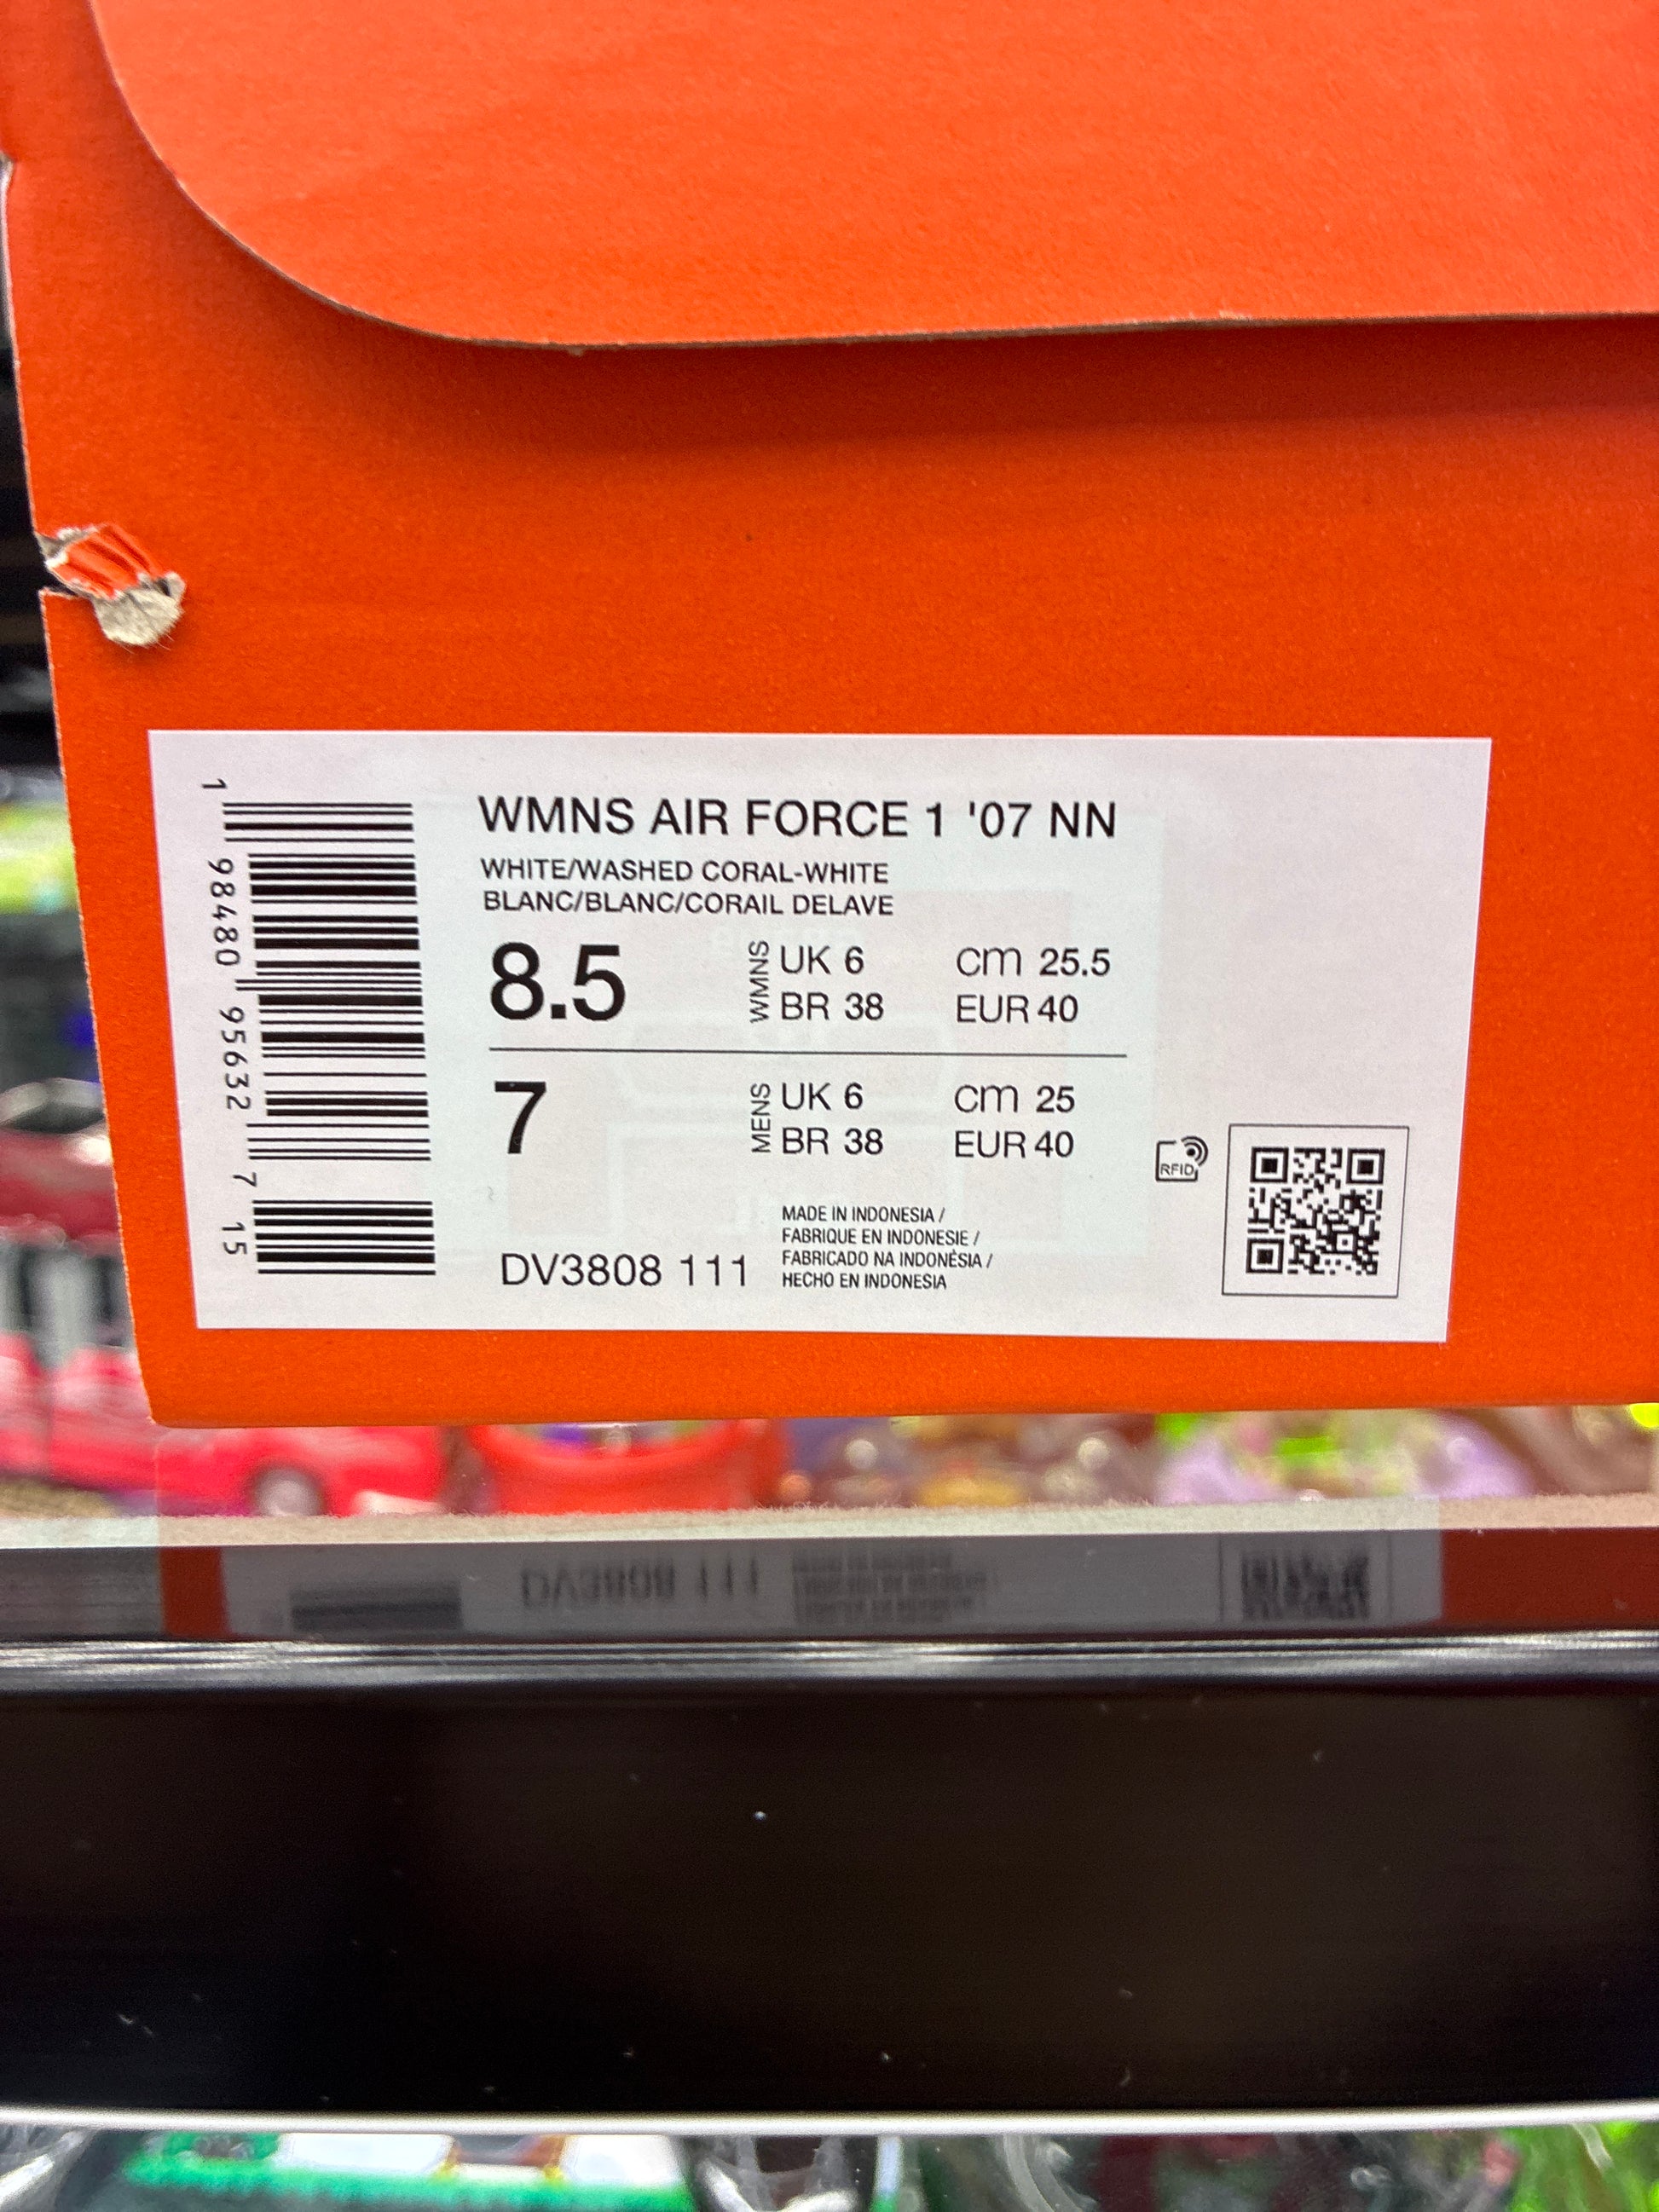 WMNS AIR FORCE 1 '07 NN
WHITE/WASHED CORAL-WHITE
BLANC/BLANC/CORAIL DELAVE
8.5 WMNS UK 6 cm 25.5
BR 38 EUR 40
7 MENS UK 6 cm 25
BR 38 EUR 40
RFID
MADE IN INDONESIA /
FABRIQUE EN INDONESIE /
FABRICADO NA INDONÉSIA /
HECHO EN INDONESIA
DV3808 111
1 98480 95632 7 15
DV3808 111